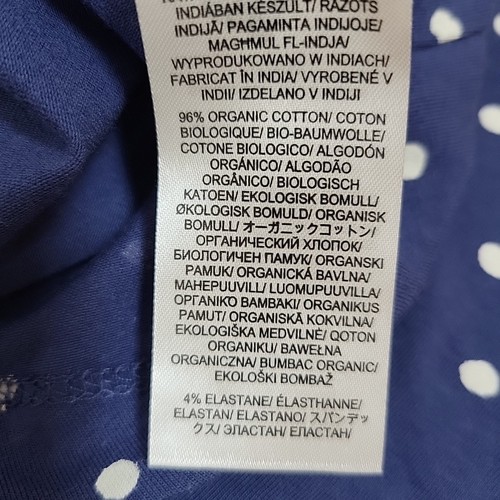 INDIÁBAN KÉSZÜLT/ RAŽOTS
INDIJĀ/ PAGAMINTA INDIJOJE/
MAGHMUL FL-INDJA/
WYPRODUKOWANO W INDIACH/
FABRICAT ÎN INDIA/ VYROBENÉ V
INDII/ IZDELANO V INDIJI
96% ORGANIC COTTON/ COTON
BIOLOGIQUE/ BIO-BAUMWOLLE/
COTONE BIOLOGICO/ ALGODÓN
ORGÁNICO/ ALGODÃO
ORGÂNICO/ BIOLOGISCH
KATOEN/ EKOLOGISK BOMULL/
ØKOLOGISK BOMULD/ ORGANISK
BOMULL/ オーガニックコットン/
ОРГАНИЧЕСКИЙ ХЛОПОК/
БИОЛОГИЧЕН ПАМУК/ ORGANSKI
PAMUK/ ORGANICKÁ BAVLNA/
MAHEPUUVILL/ LUOMUPUUVILLA/
ΟΡΓΑΝΙΚΌ ΒΑΜΒΑΚΙ/ ORGANIKUS
PAMUT/ ORGANISKĀ KOKVILNA/
EKOLOGIŠKA MEDVILNĖ/ QOTON
ORGANIKU/ BAWEŁNA
ORGANICZNA/ BUMBAC ORGANIC/
EKOLOŠKI BOMBAŽ
4% ELASTANE/ ÉLASTHANNE/
ELASTAN/ ELASTANO/ スパンデッ
クス/ ЭЛАСТАН/ ЕЛАСТАН/